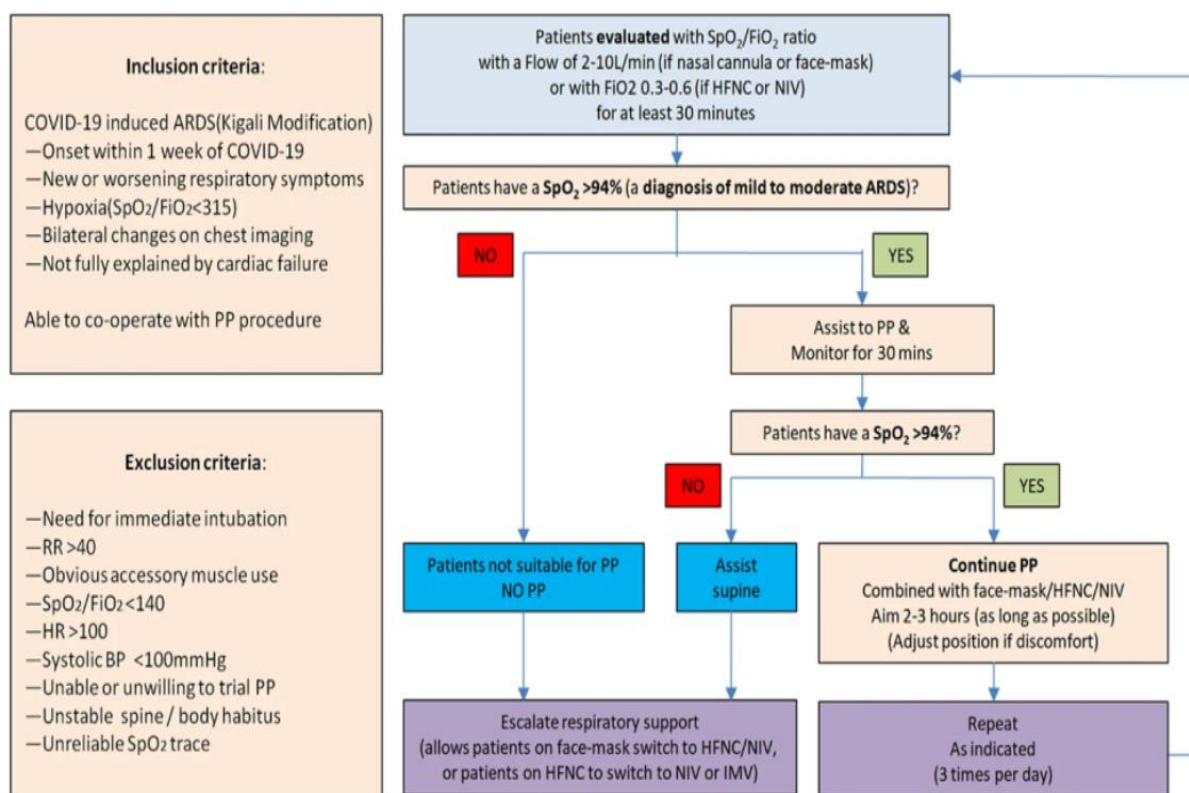 Inclusion criteria:
COVID-19 induced ARDS(Kigali Modification)
—Onset within 1 week of COVID-19
—New or worsening respiratory symptoms
—Hypoxia(SpO₂/FiO₂<315)
—Bilateral changes on chest imaging
—Not fully explained by cardiac failure
Able to co-operate with PP procedure
Exclusion criteria:
—Need for immediate intubation
—RR >40
—Obvious accessory muscle use
—SpO₂/FiO₂ <140
—HR >100
—Systolic BP <100mmHg
—Unable or unwilling to trial PP
—Unstable spine / body habitus
—Unreliable SpO₂ trace
Patients evaluated with SpO₂/FiO₂ ratio
with a Flow of 2-10L/min (if nasal cannula or face-mask)
or with FiO2 0.3-0.6 (if HFNC or NIV)
for at least 30 minutes
Patients have a SpO₂ >94% (a diagnosis of mild to moderate ARDS)?
NO
YES
Assist to PP &
Monitor for 30 mins
Patients have a SpO₂ >94%?
NO
YES
Patients not suitable for PP
NO PP
Assist
supine
Continue PP
Combined with face-mask/HFNC/NIV
Aim 2-3 hours (as long as possible)
(Adjust position if discomfort)
Escalate respiratory support
(allows patients on face-mask switch to HFNC/NIV,
or patients on HFNC to switch to NIV or IMV)
Repeat
As indicated
(3 times per day)